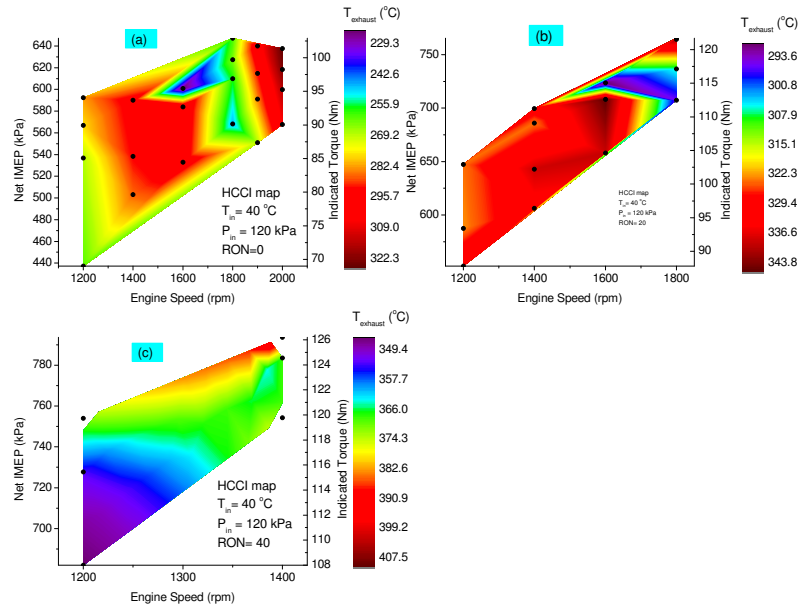 T_exhaust (°C)
(a)
640
620
600
580
560
540
520
500
480
460
440
Net IMEP (kPa)
1200 1400 1600 1800 2000
Engine Speed (rpm)
100
95
90
85
80
75
70
Indicated Torque (Nm)
HCCI map
T_in= 40 °C
P_in = 120 kPa
RON=0
229.3
242.6
255.9
269.1
282.4
295.7
309.0
322.3
T_exhaust (°C)
(b)
750
700
650
600
Net IMEP (kPa)
1200 1400 1600 1800
Engine Speed (rpm)
120
114
108
102
96
90
Indicated Torque (Nm)
HCCI map
T_in= 40 °C
P_in = 120 kPa
RON= 20
293.6
300.8
307.9
315.1
322.3
329.4
336.6
343.8
T_exhaust (°C)
(c)
780
760
740
720
700
Net IMEP (kPa)
1200 1300 1400
Engine Speed (rpm)
126
124
122
120
118
116
114
112
110
108
Indicated Torque (Nm)
HCCI map
T_in= 40 °C
P_in = 120 kPa
RON= 40
349.4
357.7
366.0
374.3
382.6
390.9
399.2
407.5